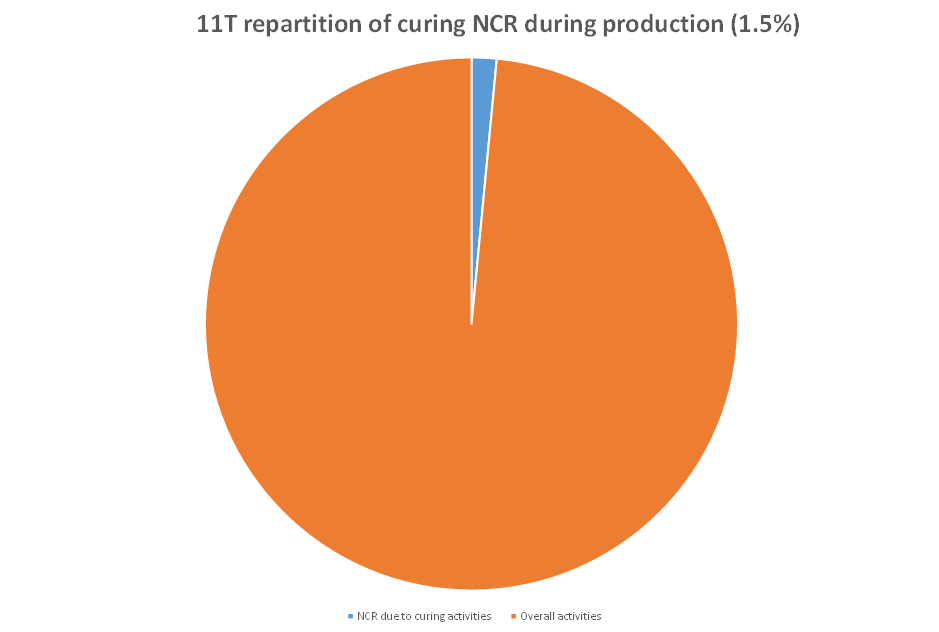 11T repartition of curing NCR during production (1.5%)
NCR due to curing activities Overall activities